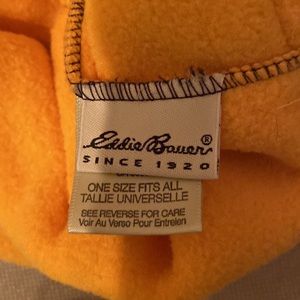 Eddie Bauer®
SINCE 1920
ONE SIZE FITS ALL
TAILLE UNIVERSELLE
SEE REVERSE FOR CARE
Voir Au Verso Pour Entretien